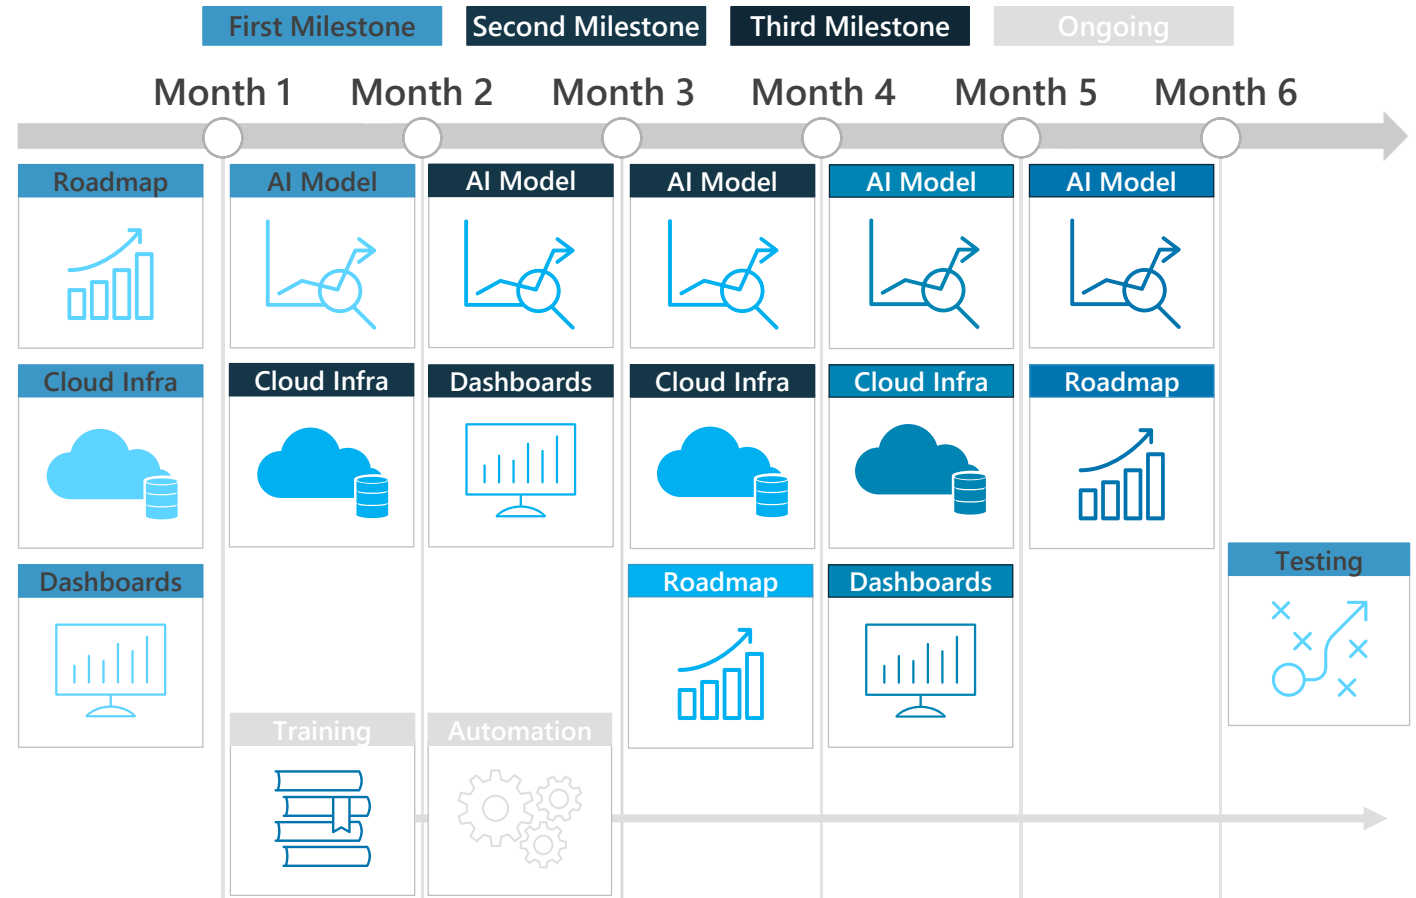 First Milestone
Second Milestone
Third Milestone
Ongoing
Month 1
Month 2
Month 3
Month 4
Month 5
Month 6
Roadmap
AI Model
AI Model
AI Model
AI Model
AI Model
Cloud Infra
Cloud Infra
Dashboards
Cloud Infra
Cloud Infra
Roadmap
Testing
Dashboards
Roadmap
Dashboards
Training
Automation